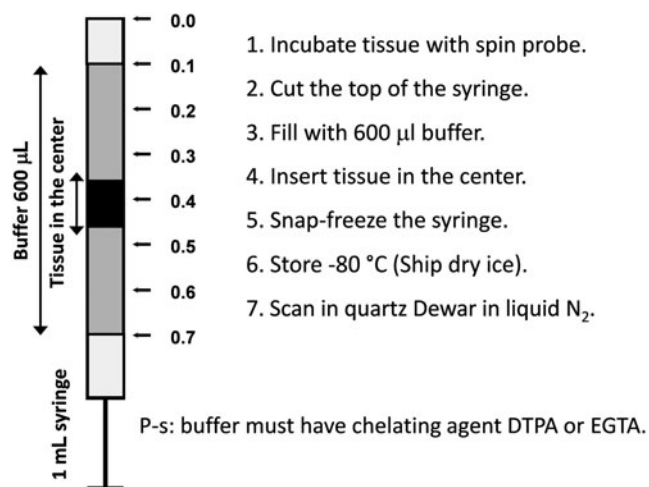 0.0
0.1
0.2
0.3
0.4
0.5
0.6
0.7
Buffer 600 μL
Tissue in the center
1 mL syringe
1. Incubate tissue with spin probe.
2. Cut the top of the syringe.
3. Fill with 600 μl buffer.
4. Insert tissue in the center.
5. Snap-freeze the syringe.
6. Store -80 °C (Ship dry ice).
7. Scan in quartz Dewar in liquid N₂.
P-s: buffer must have chelating agent DTPA or EGTA.